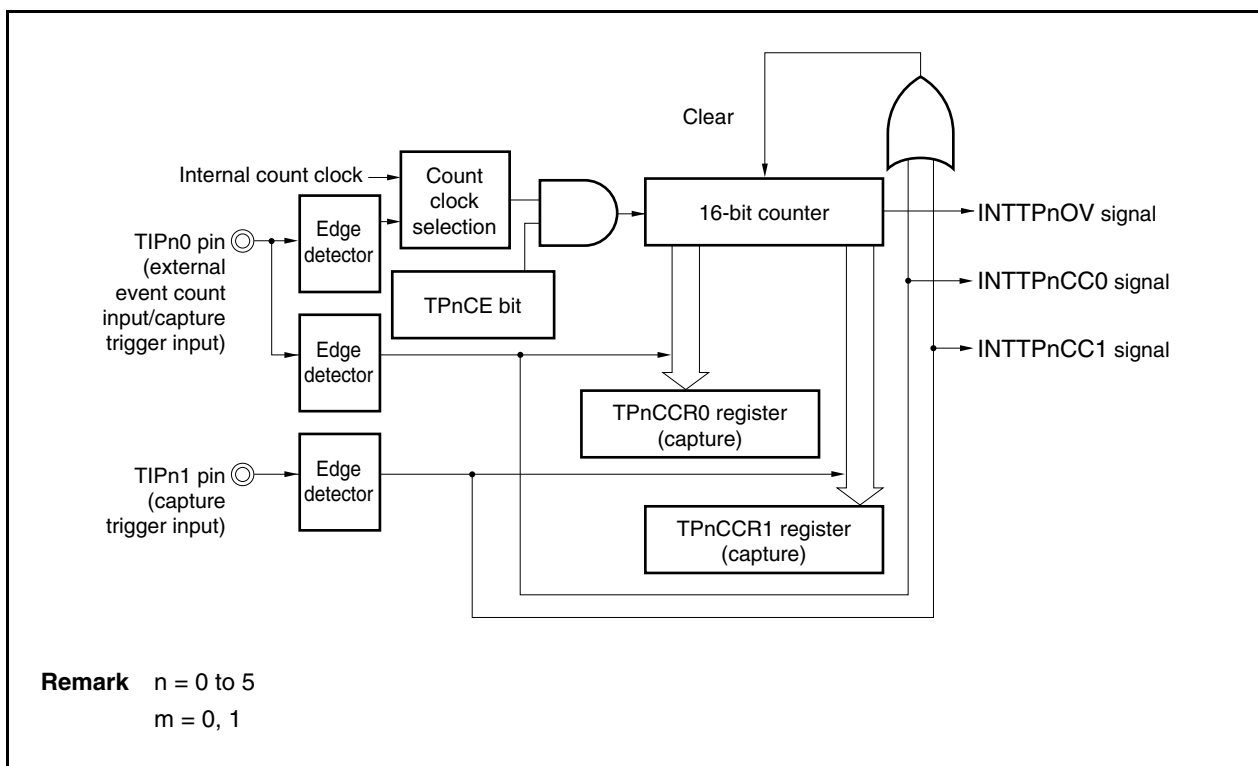 Clear
Internal count clock
Count
clock
selection
16-bit counter
INTTPnOV signal
Edge
detector
TIPn0 pin
(external
event count
input/capture
trigger input)
TPnCE bit
INTTPnCC0 signal
Edge
detector
INTTPnCC1 signal
TPnCCR0 register
(capture)
Edge
detector
TIPn1 pin
(capture
trigger input)
TPnCCR1 register
(capture)
Remark n = 0 to 5
m = 0, 1